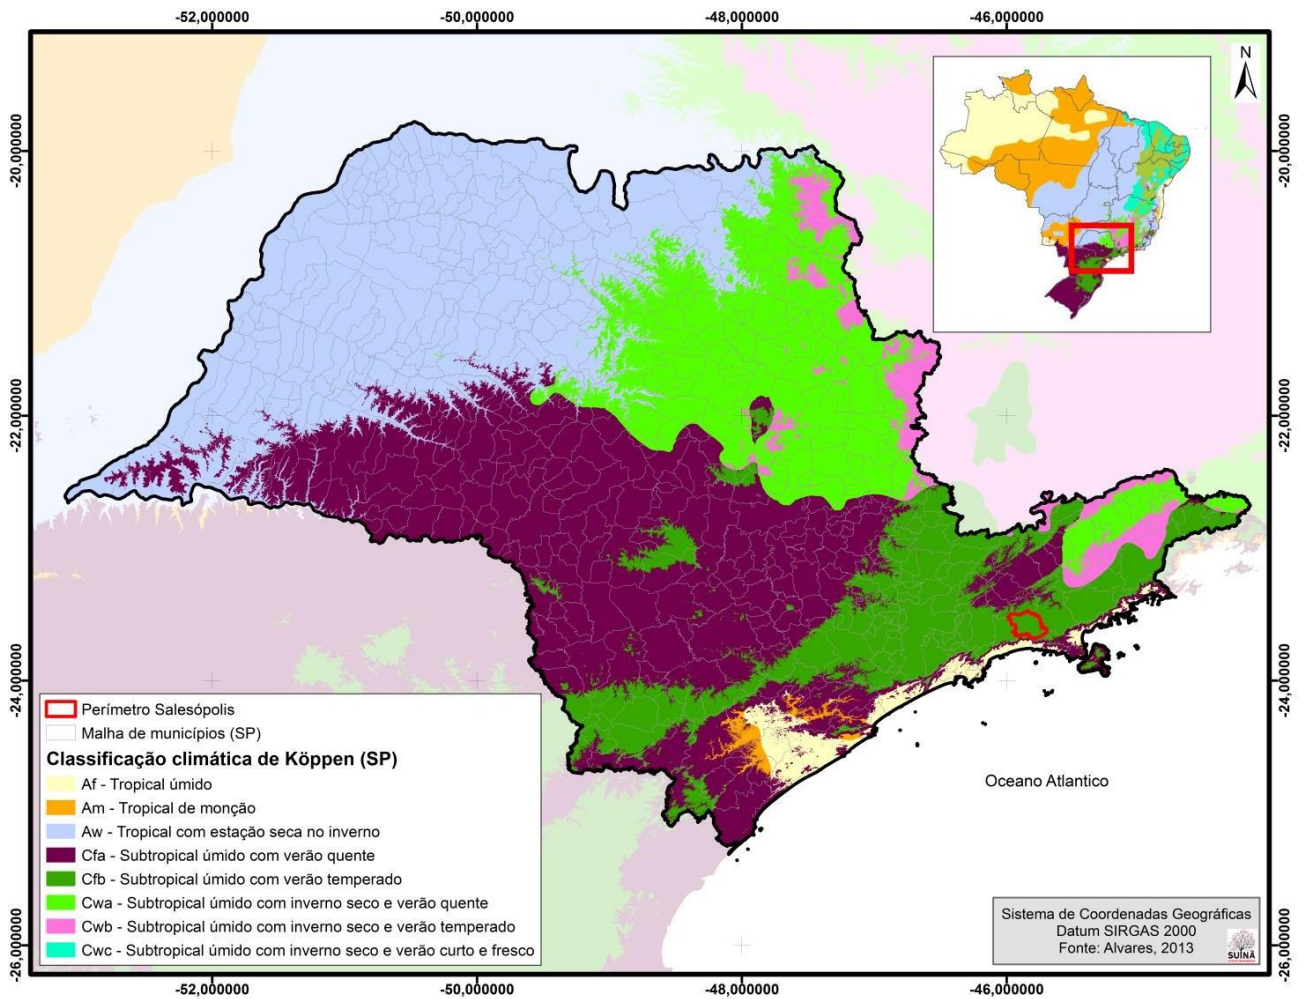 -52,000000
-50,000000
-48,000000
-46,000000
N
-20,000000
-20,000000
-22,000000
-22,000000
-24,000000
-24,000000
-26,000000
-26,000000
Perímetro Salesópolis
Malha de municípios (SP)
Classificação climática de Köppen (SP)
Af - Tropical úmido
Am - Tropical de monção
Aw - Tropical com estação seca no inverno
Cfa - Subtropical úmido com verão quente
Cfb - Subtropical úmido com verão temperado
Cwa - Subtropical úmido com inverno seco e verão quente
Cwb - Subtropical úmido com inverno seco e verão temperado
Cwc - Subtropical úmido com inverno seco e verão curto e fresco
Oceano Atlantico
Sistema de Coordenadas Geográficas
Datum SIRGAS 2000
Fonte: Alvares, 2013
SUINÃ
-52,000000
-50,000000
-48,000000
-46,000000